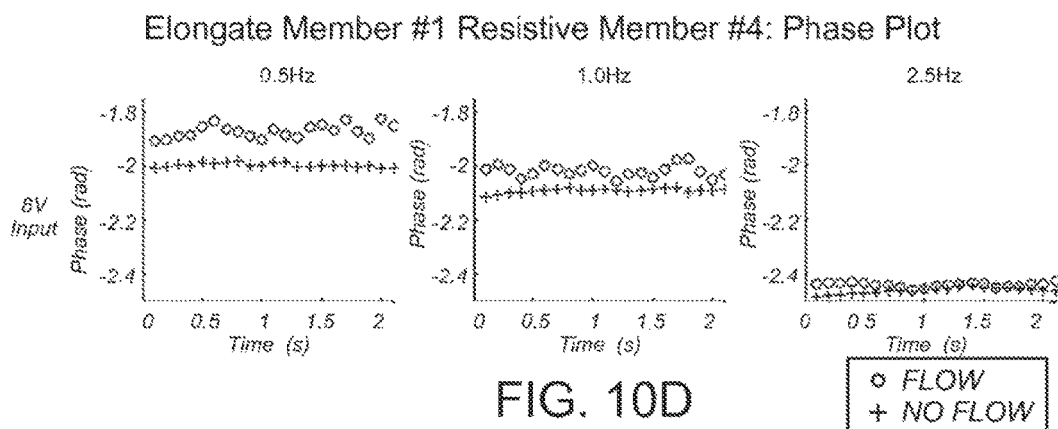 Elongate Member #1 Resistive Member #4: Phase Plot
0.5Hz
1.0Hz
2.5Hz
8V
Input
Phase (rad)
-1.8
-2
-2.2
-2.4
0 0.5 1 1.5 2
Time (s)
Phase (rad)
-1.8
-2
-2.2
-2.4
0 0.5 1 1.5 2
Time (s)
Phase (rad)
-1.8
-2
-2.2
-2.4
0 0.5 1 1.5 2
Time (s)
FIG. 10D
FLOW
NO FLOW